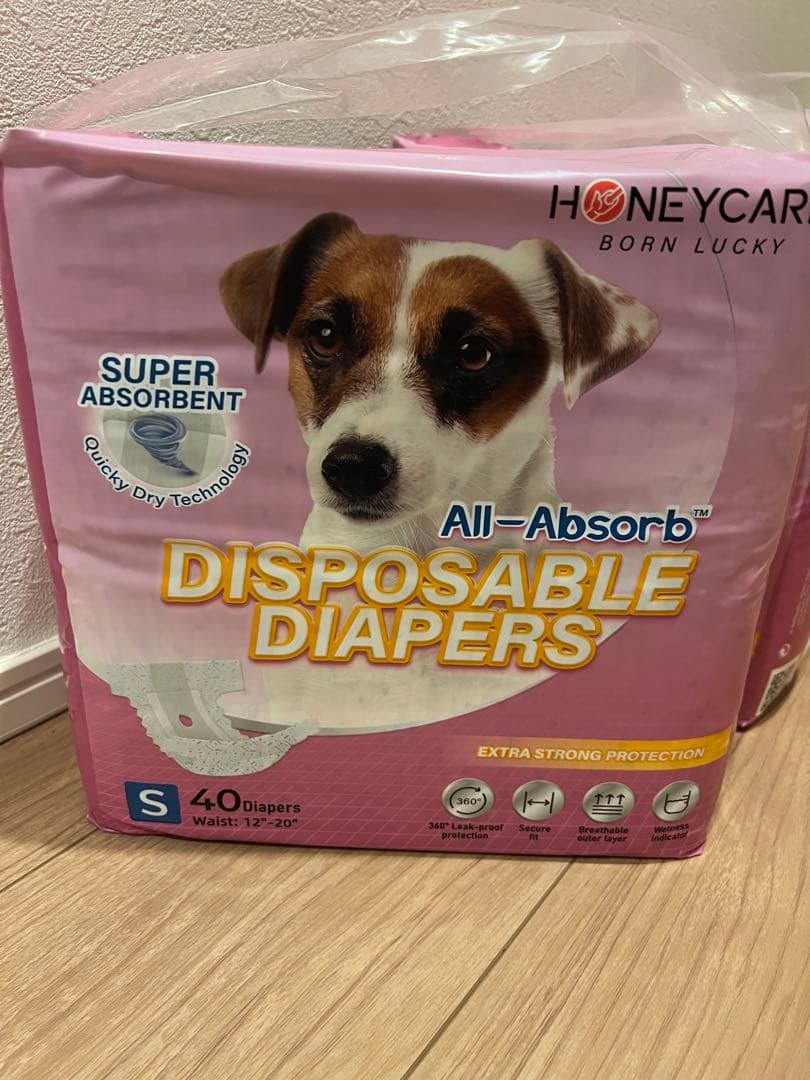 HONEYCAR
BORN LUCKY
SUPER
ABSORBENT
Quicky Dry Technology
All-Absorb™
DISPOSABLE
DIAPERS
EXTRA STRONG PROTECTION
S
40 Diapers
Waist: 12"-20"
360°
360° Leak-proof
protection
Secure
fit
Breathable
outer layer
Wetness
indicator